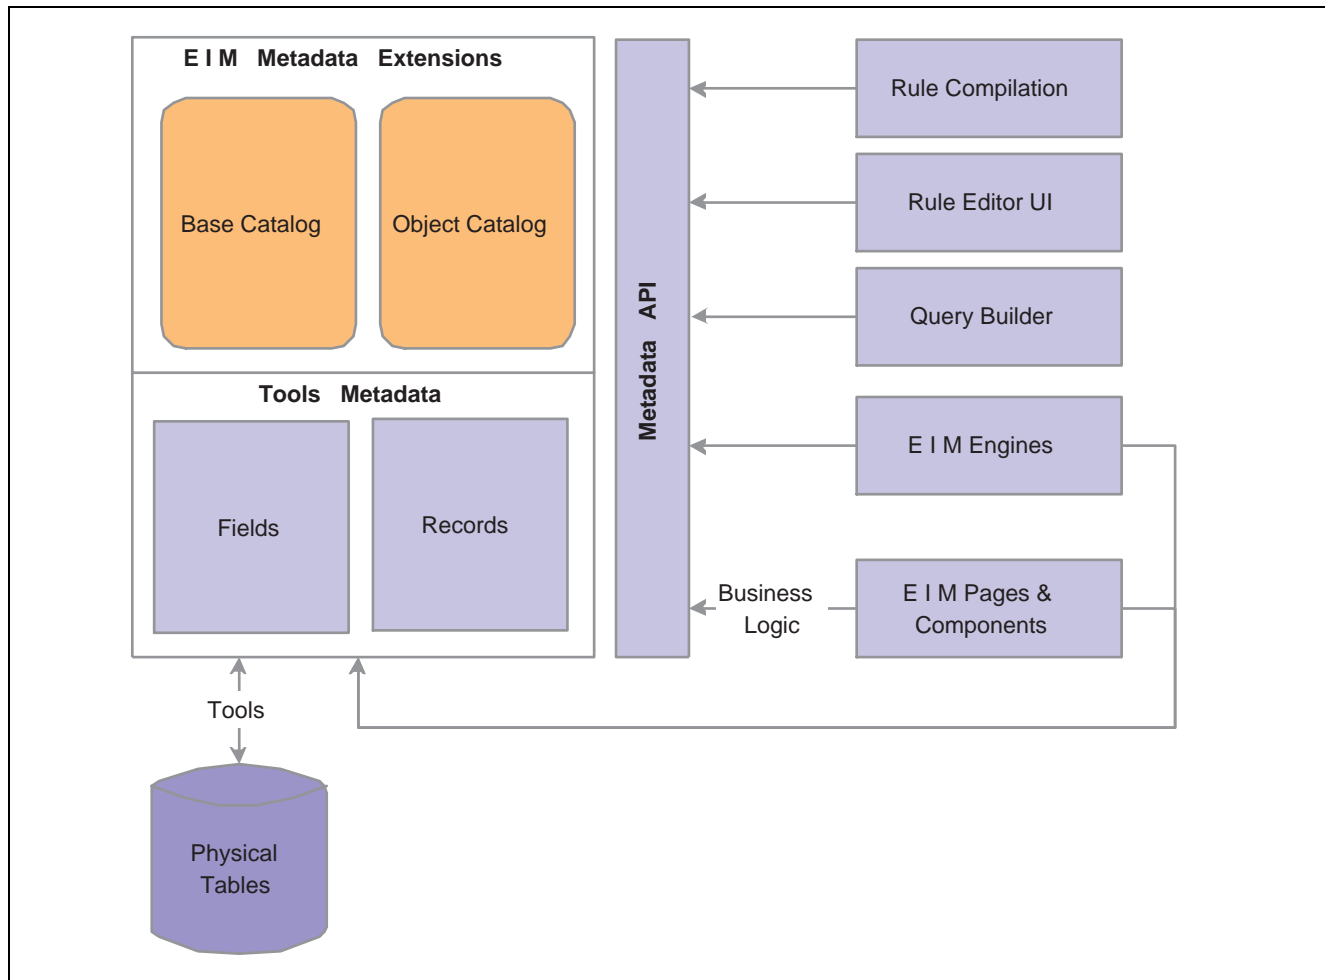 E I M Metadata Extensions
Base Catalog
Object Catalog
Tools Metadata
Fields
Records
Metadata API
Rule Compilation
Rule Editor UI
Query Builder
E I M Engines
Business
Logic
E I M Pages &
Components
Tools
Physical
Tables